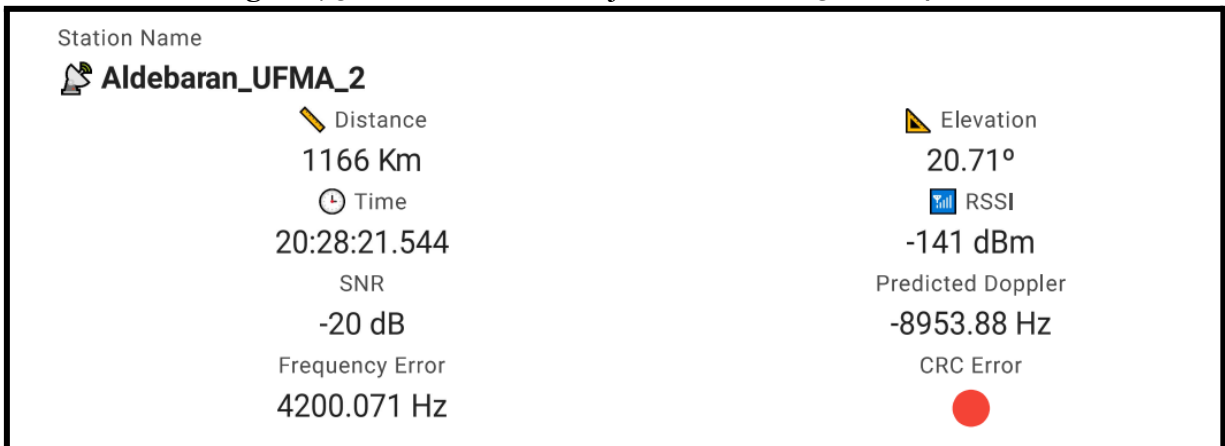 Station Name
Aldebaran_UFMA_2
Distance Elevation
1166 Km 20.71º
Time RSSI
20:28:21.544 -141 dBm
SNR Predicted Doppler
-20 dB -8953.88 Hz
Frequency Error CRC Error
4200.071 Hz